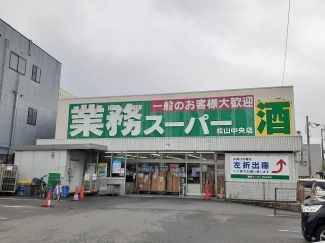 一般のお客様大歓迎
業務スーパー
松山中央店
酒
左折出庫